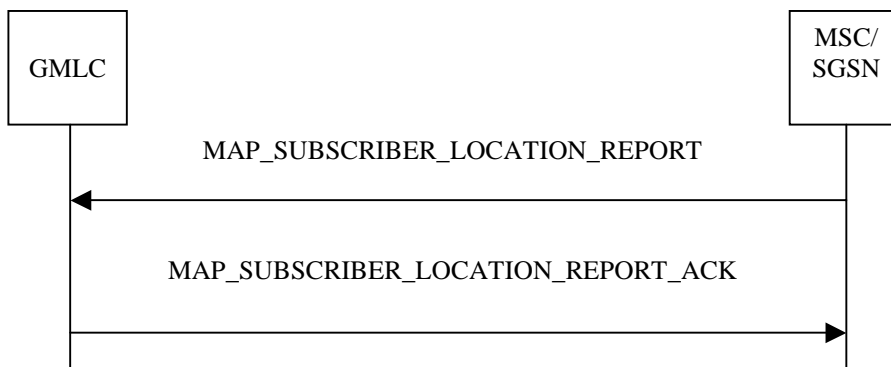 GMLC
MSC/
SGSN
MAP_SUBSCRIBER_LOCATION_REPORT
MAP_SUBSCRIBER_LOCATION_REPORT_ACK